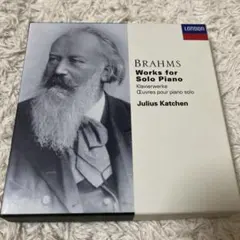 LONDON
BRAHMS
Works for
Solo Piano
Klavierwerke
Œuvres pour piano solo
Julius Katchen